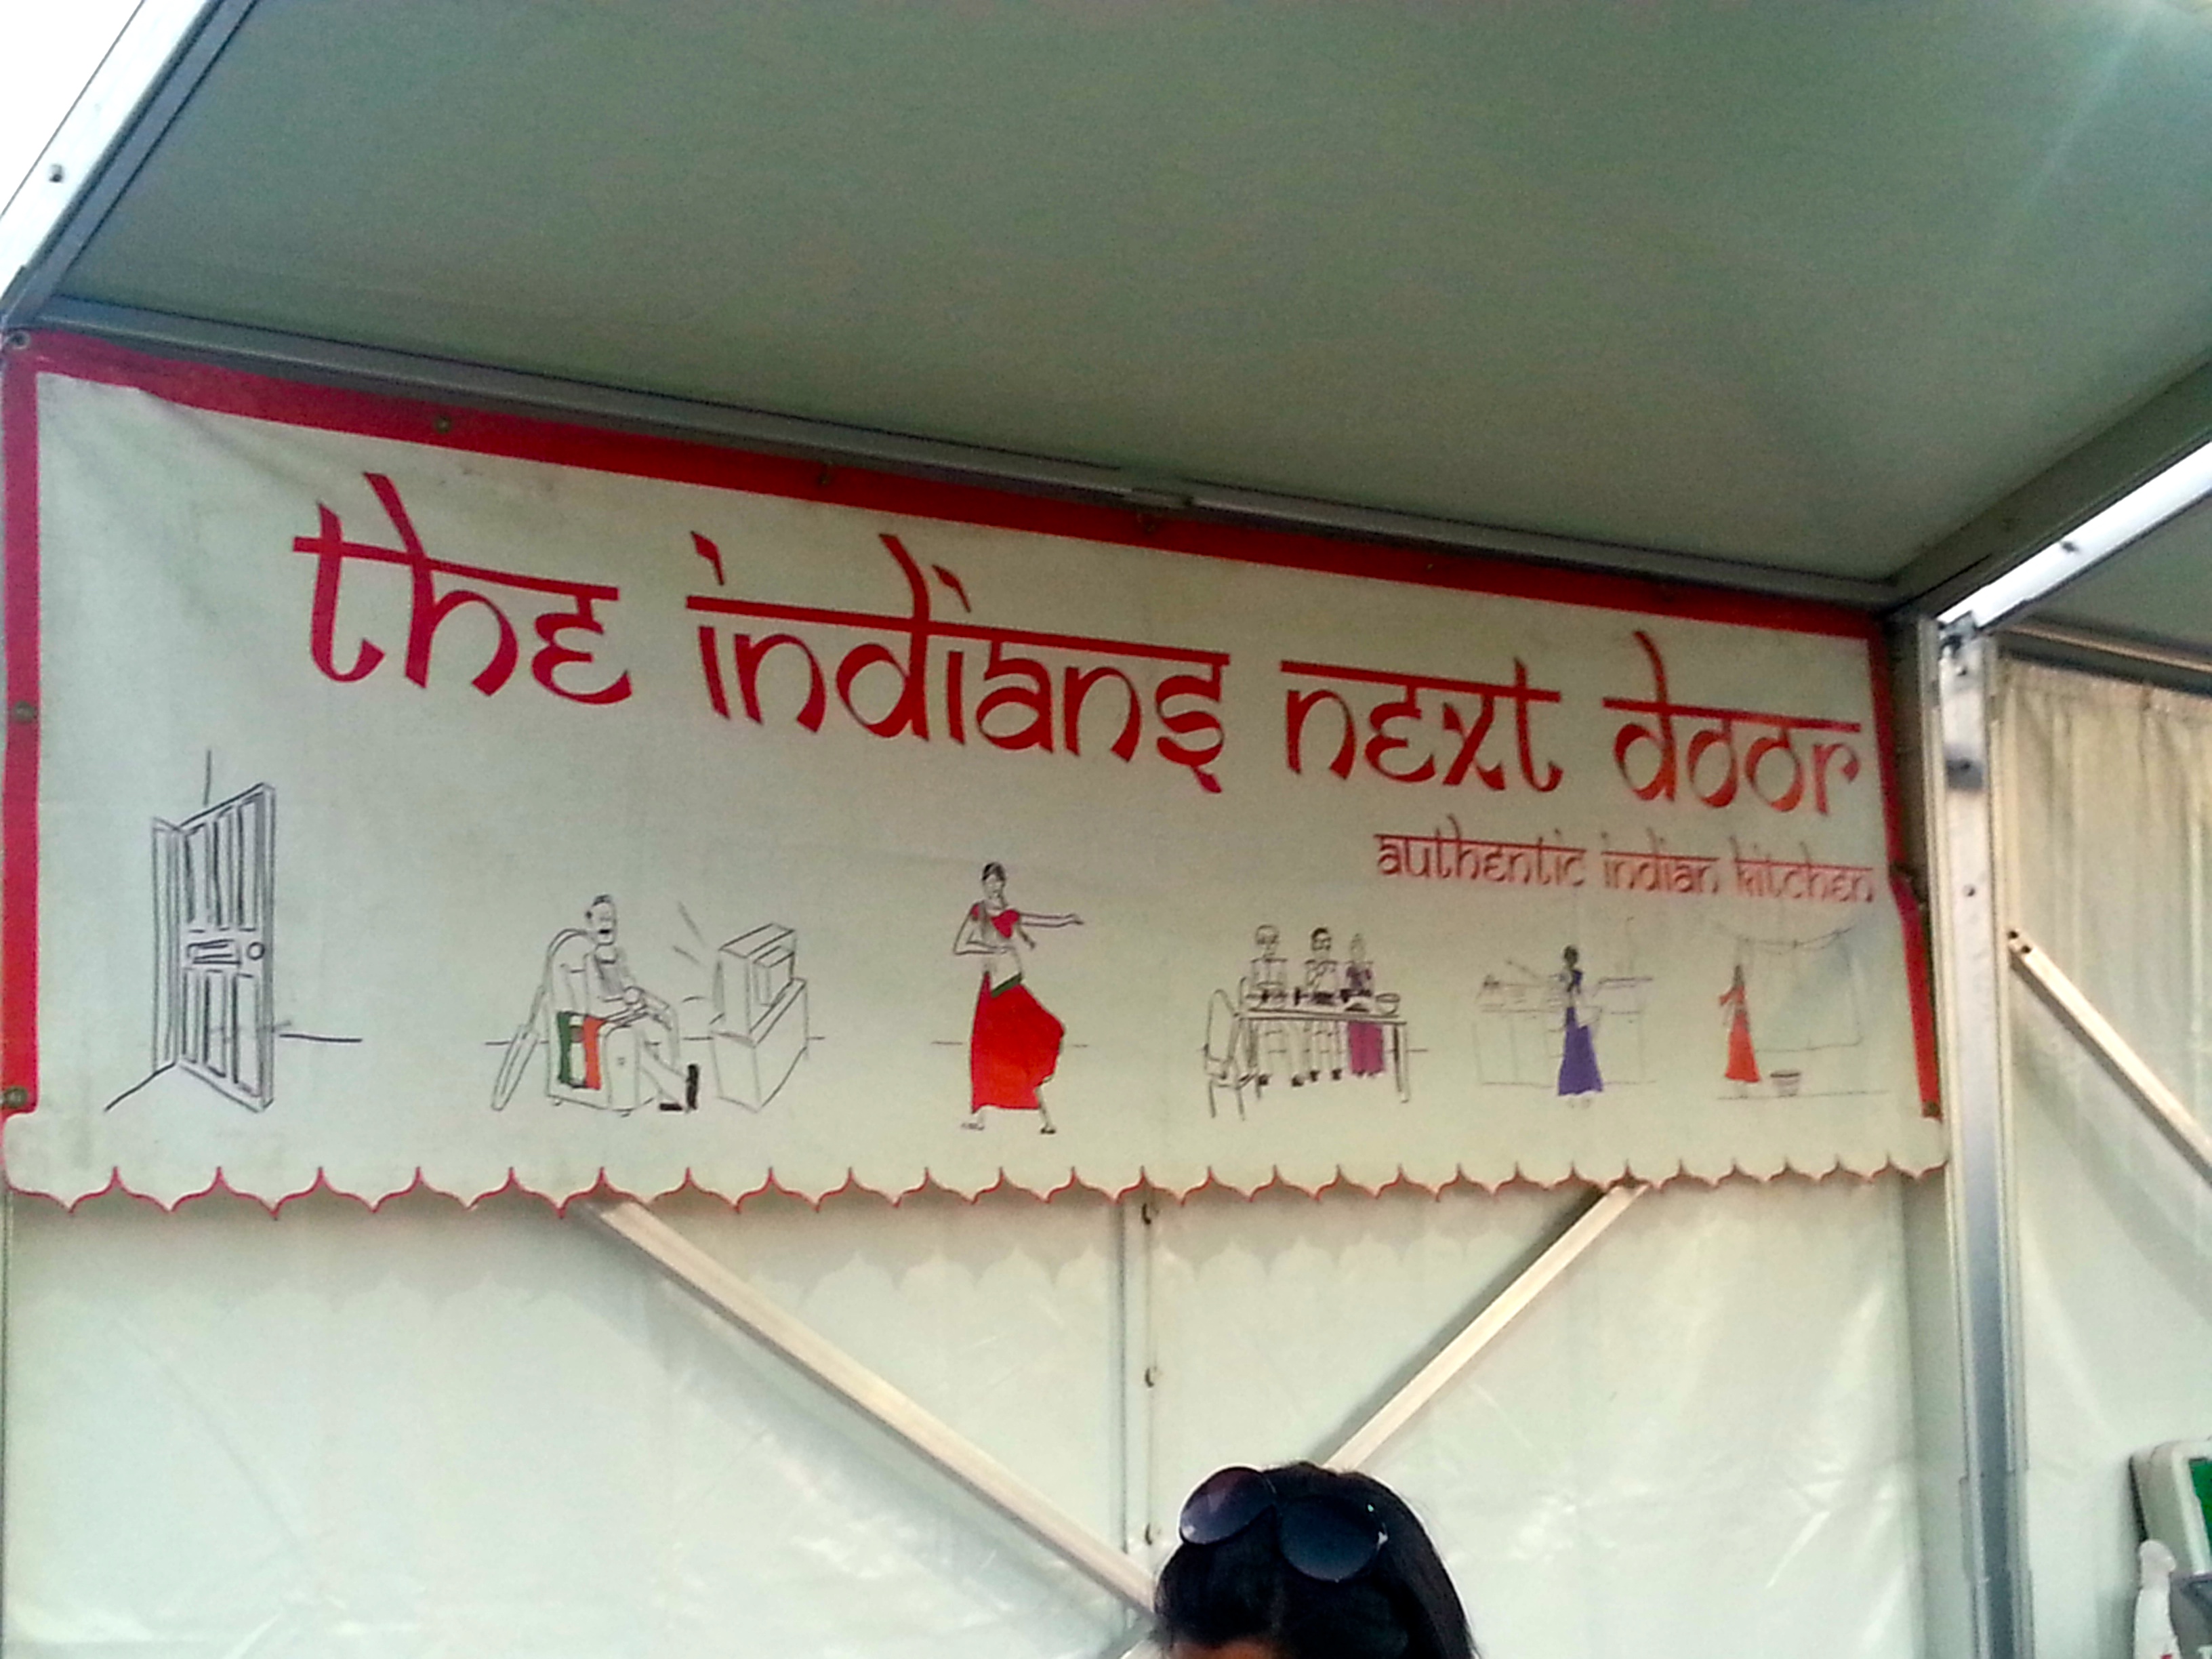 the indians next door
authentic indian kitchen